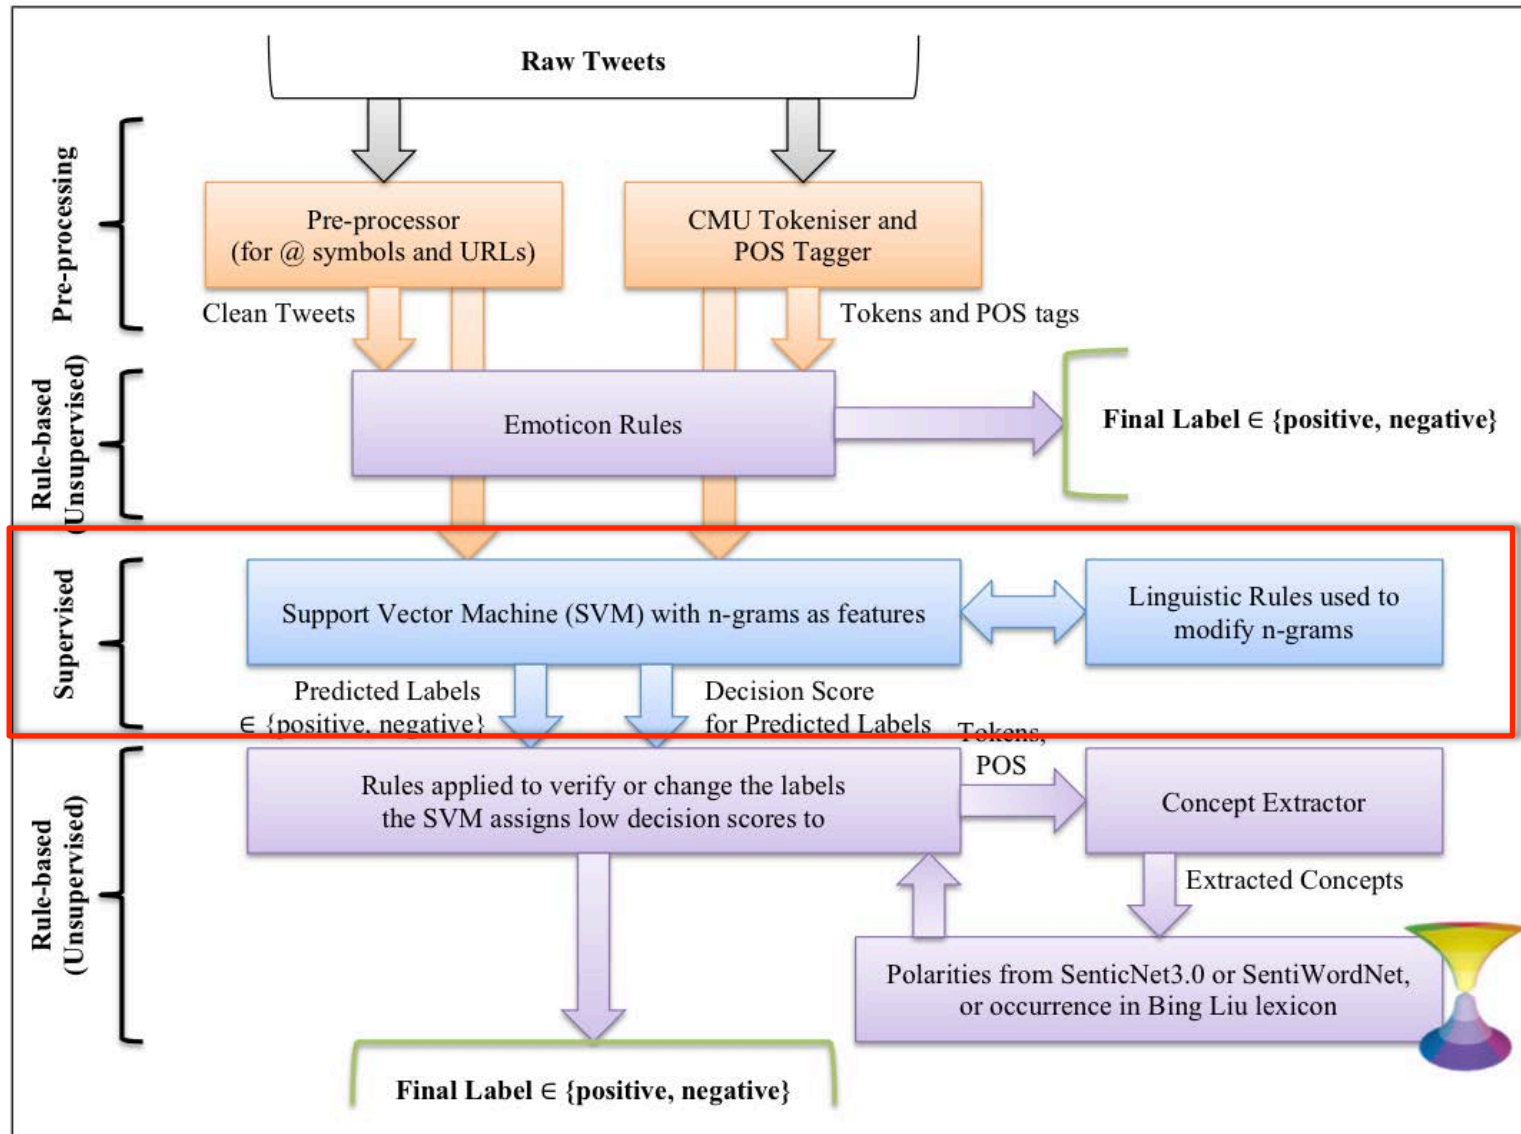 Raw Tweets
Pre-processing
Pre-processor
(for @ symbols and URLs)
CMU Tokeniser and
POS Tagger
Clean Tweets
Tokens and POS tags
Rule-based
(Unsupervised)
Emoticon Rules
Final Label ∈ {positive, negative}
Supervised
Support Vector Machine (SVM) with n-grams as features
Linguistic Rules used to
modify n-grams
Predicted Labels
∈ {positive, negative}
Decision Score
for Predicted Labels
Tokens,
POS
Rule-based
(Unsupervised)
Rules applied to verify or change the labels
the SVM assigns low decision scores to
Concept Extractor
Extracted Concepts
Polarities from SenticNet3.0 or SentiWordNet,
or occurrence in Bing Liu lexicon
Final Label ∈ {positive, negative}